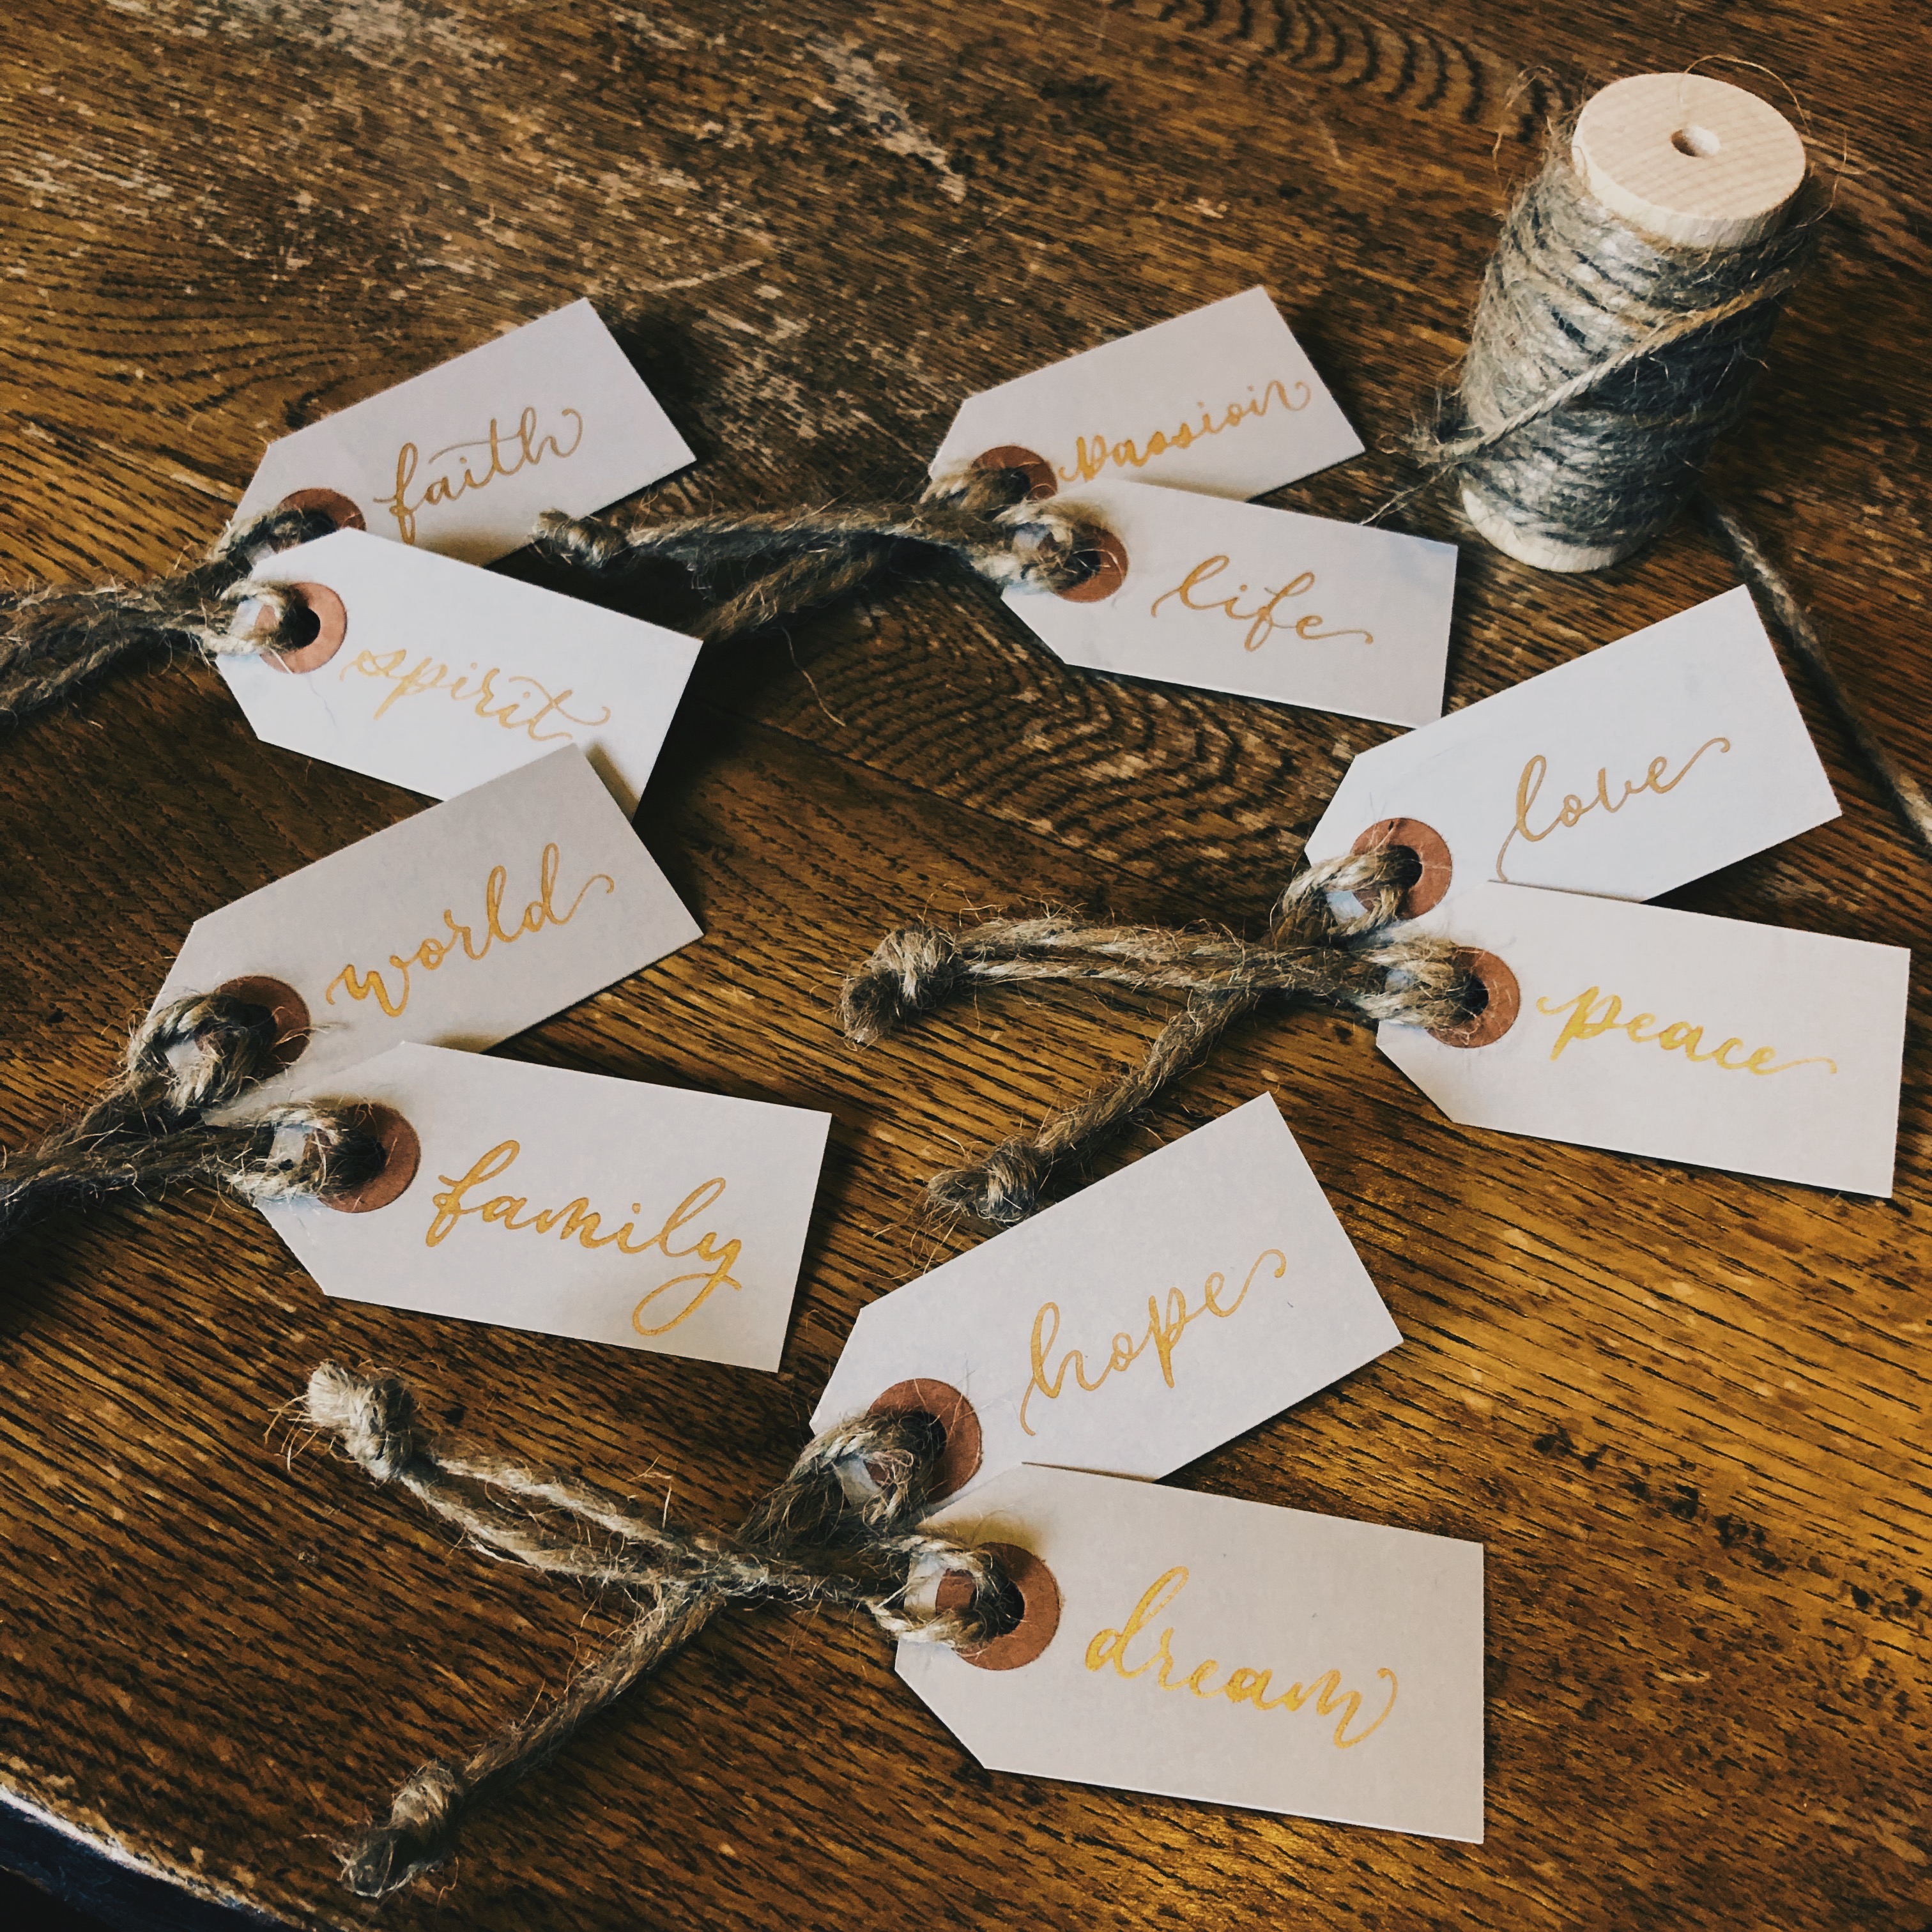 faith
passion
spirit
life
love
world
peace
family
hope
dream